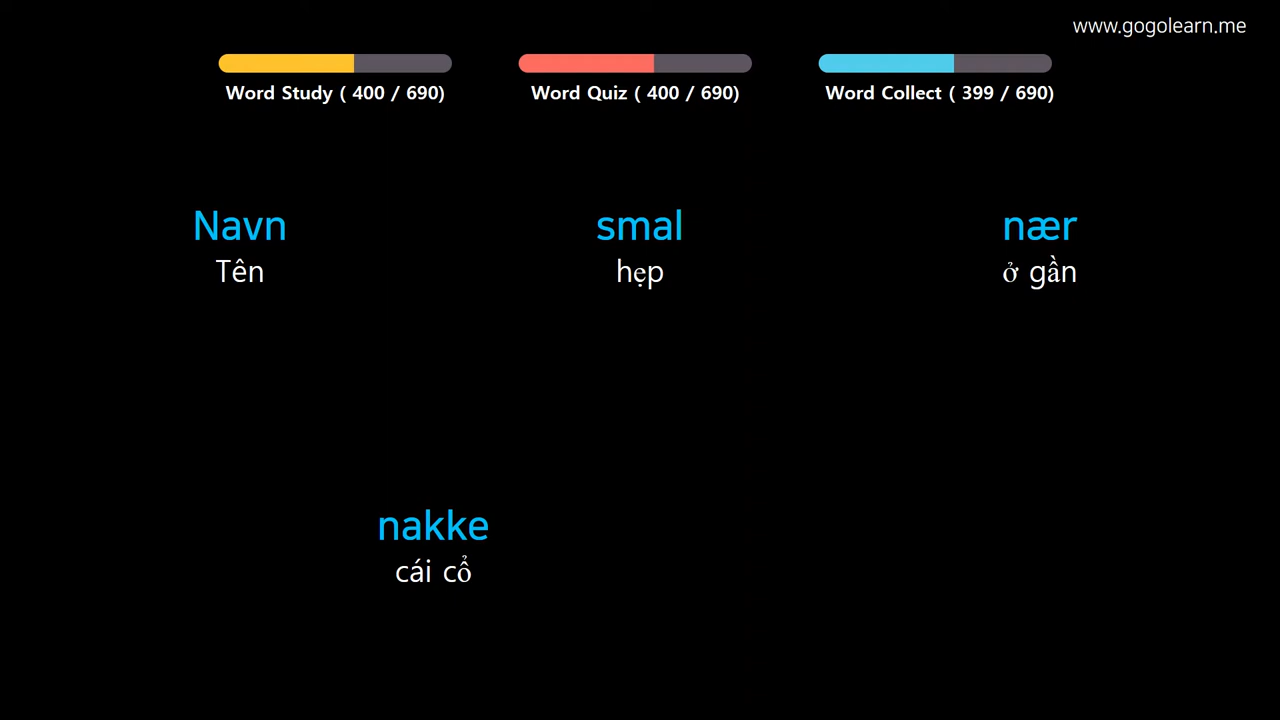 www.gogolearn.me
Word Study ( 400 / 690)
Word Quiz ( 400 / 690)
Word Collect ( 399 / 690)
Navn
Tên
smal
hẹp
nær
ở gần
nakke
cái cổ